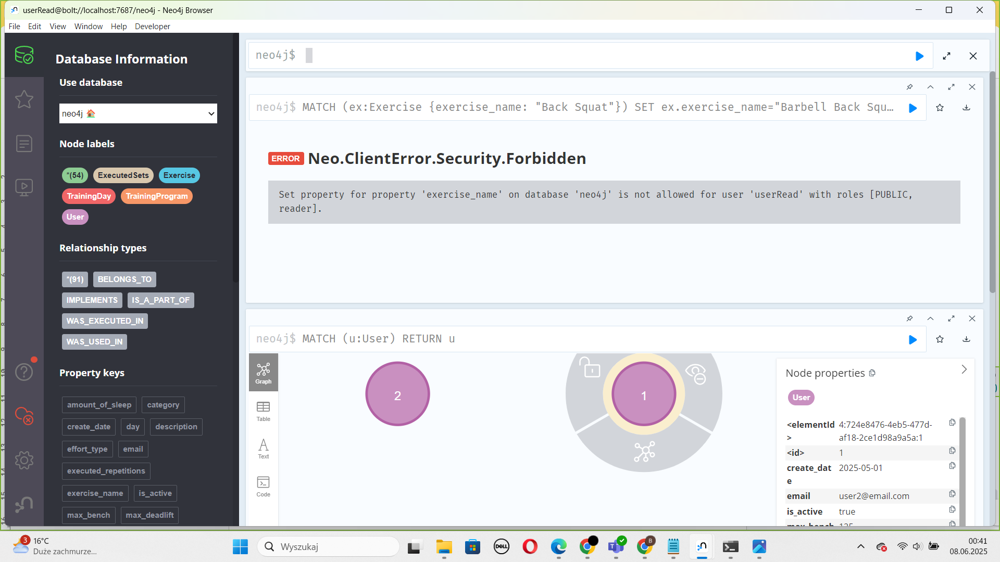 userRead@bolt://localhost:7687/neo4j - Neo4j Browser
File Edit View Window Help Developer
Database Information
Use database
neo4j
Node labels
*(54) ExecutedSets Exercise
TrainingDay TrainingProgram
User
Relationship types
*(91) BELONGS_TO
IMPLEMENTS IS_A_PART_OF
WAS_EXECUTED_IN
WAS_USED_IN
Property keys
amount_of_sleep category
create_date day description
effort_type email
executed_repetitions
exercise_name is_active
max_bench max_deadlift
neo4j$
neo4j$ MATCH (ex:Exercise {exercise_name: "Back Squat"}) SET ex.exercise_name="Barbell Back Squ…
ERROR Neo.ClientError.Security.Forbidden
Set property for property 'exercise_name' on database 'neo4j' is not allowed for user 'userRead' with roles [PUBLIC,
reader].
neo4j$ MATCH (u:User) RETURN u
Graph
Table
Text
Code
2
1
Node properties
User
<elementId 4:724e8476-4eb5-477d-
> af18-2ce1d98a9a5a:1
<id> 1
create_dat 2025-05-01
e
email user2@email.com
is_active true
max_bench 125
3 16°C
Duże zachmurze...
Wyszukaj
DELL
B
00:41
08.06.2025